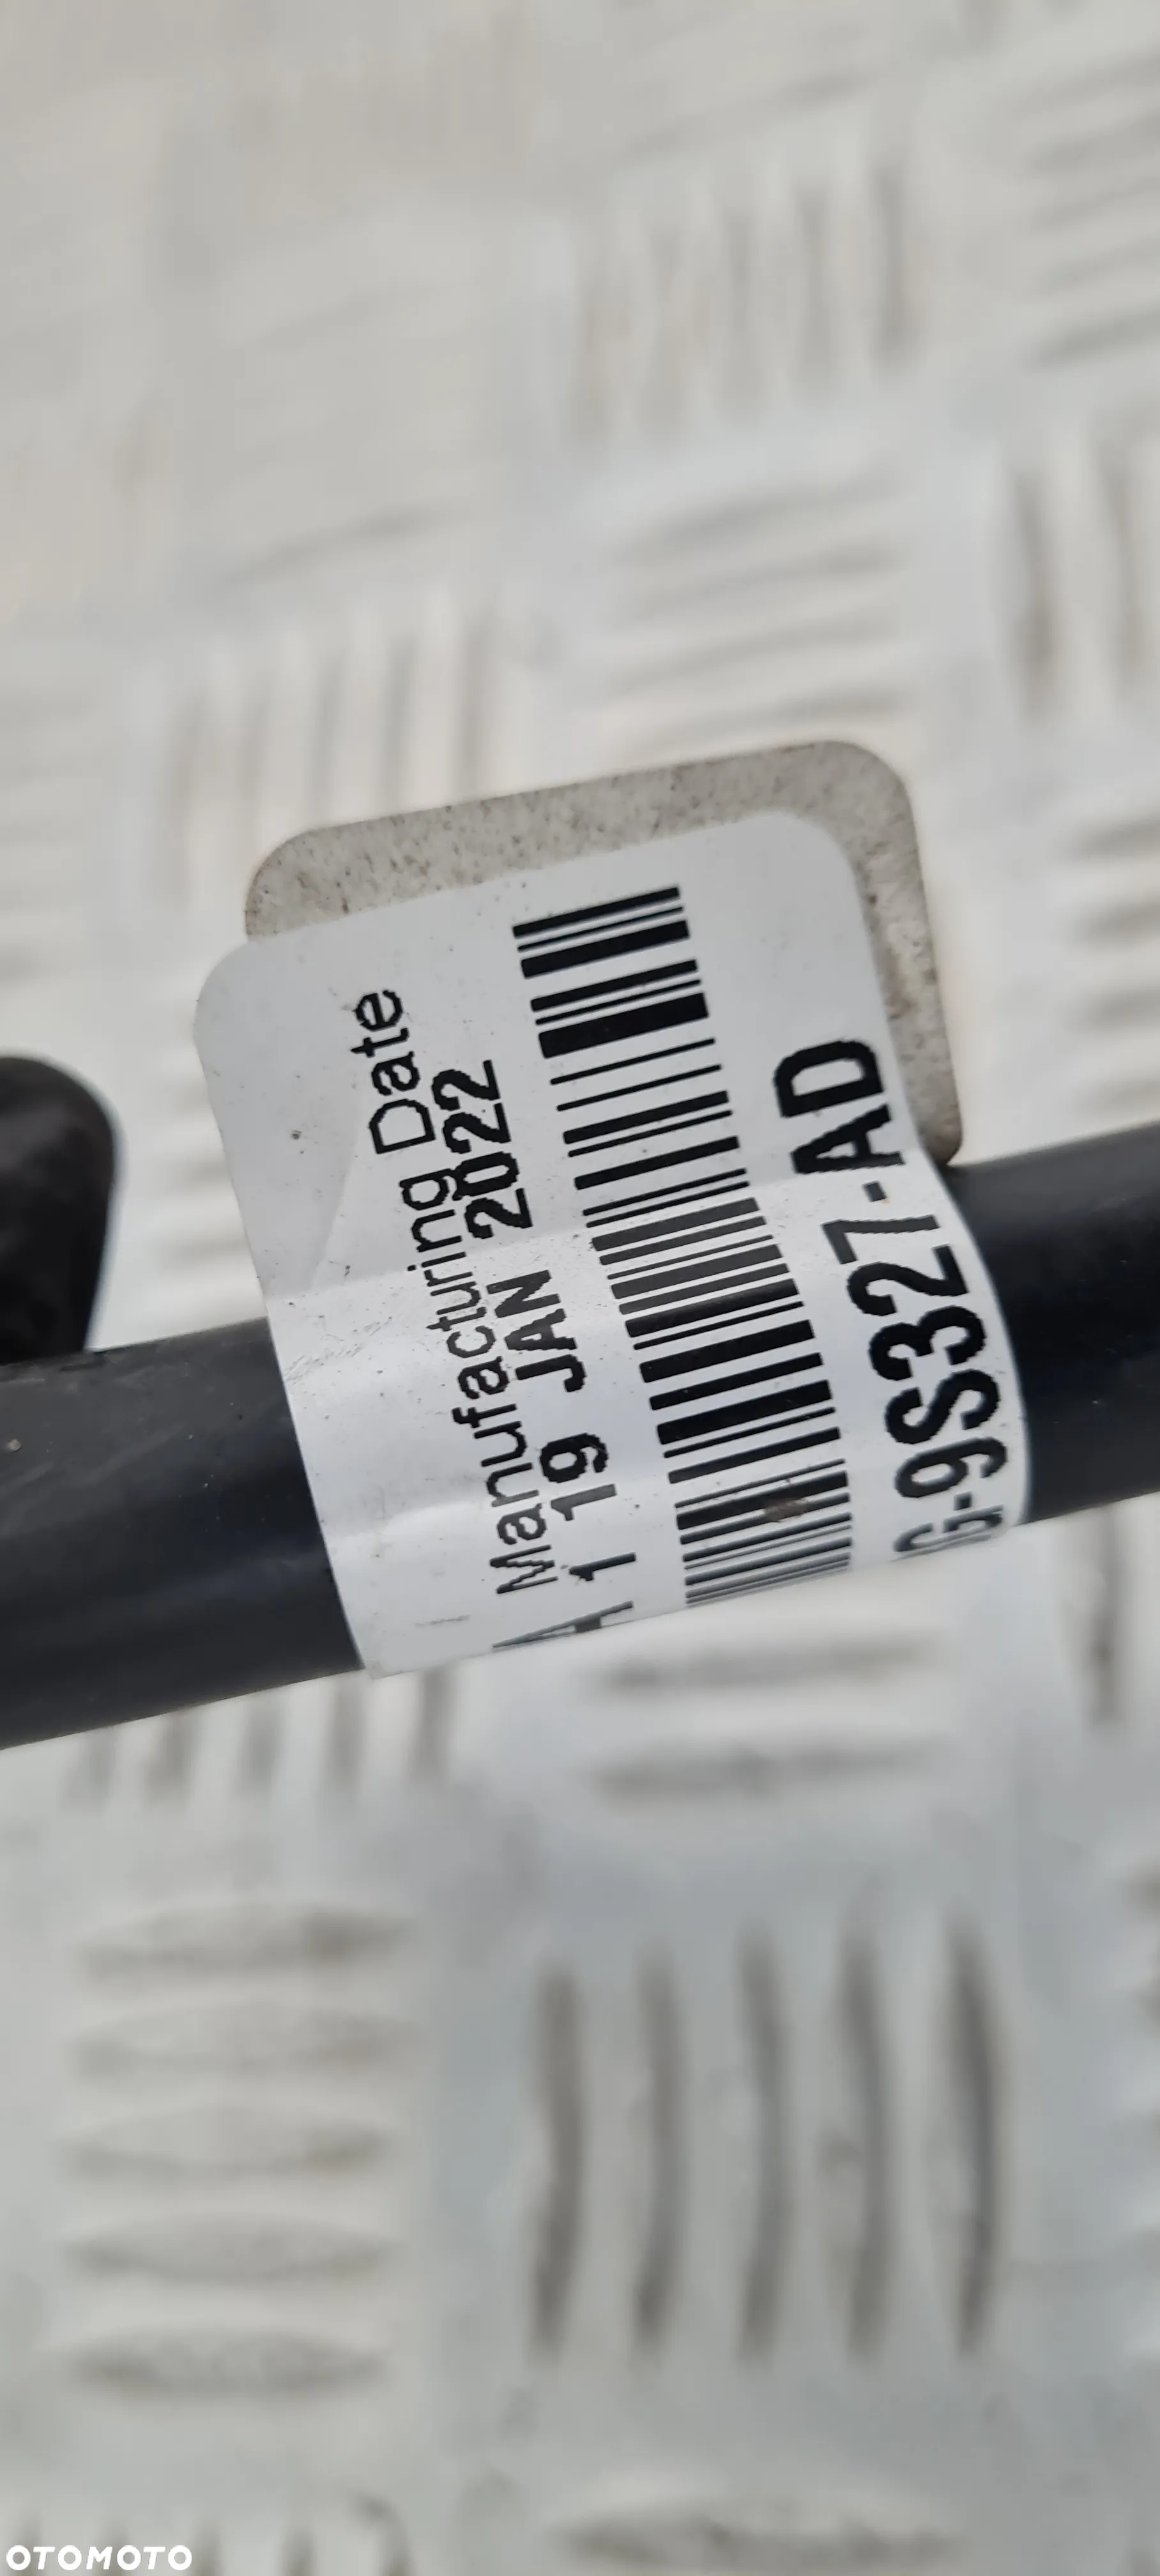 Manufacturing Date
A 1 19 JAN 2022
G-9S327-AD
OTOMOTO